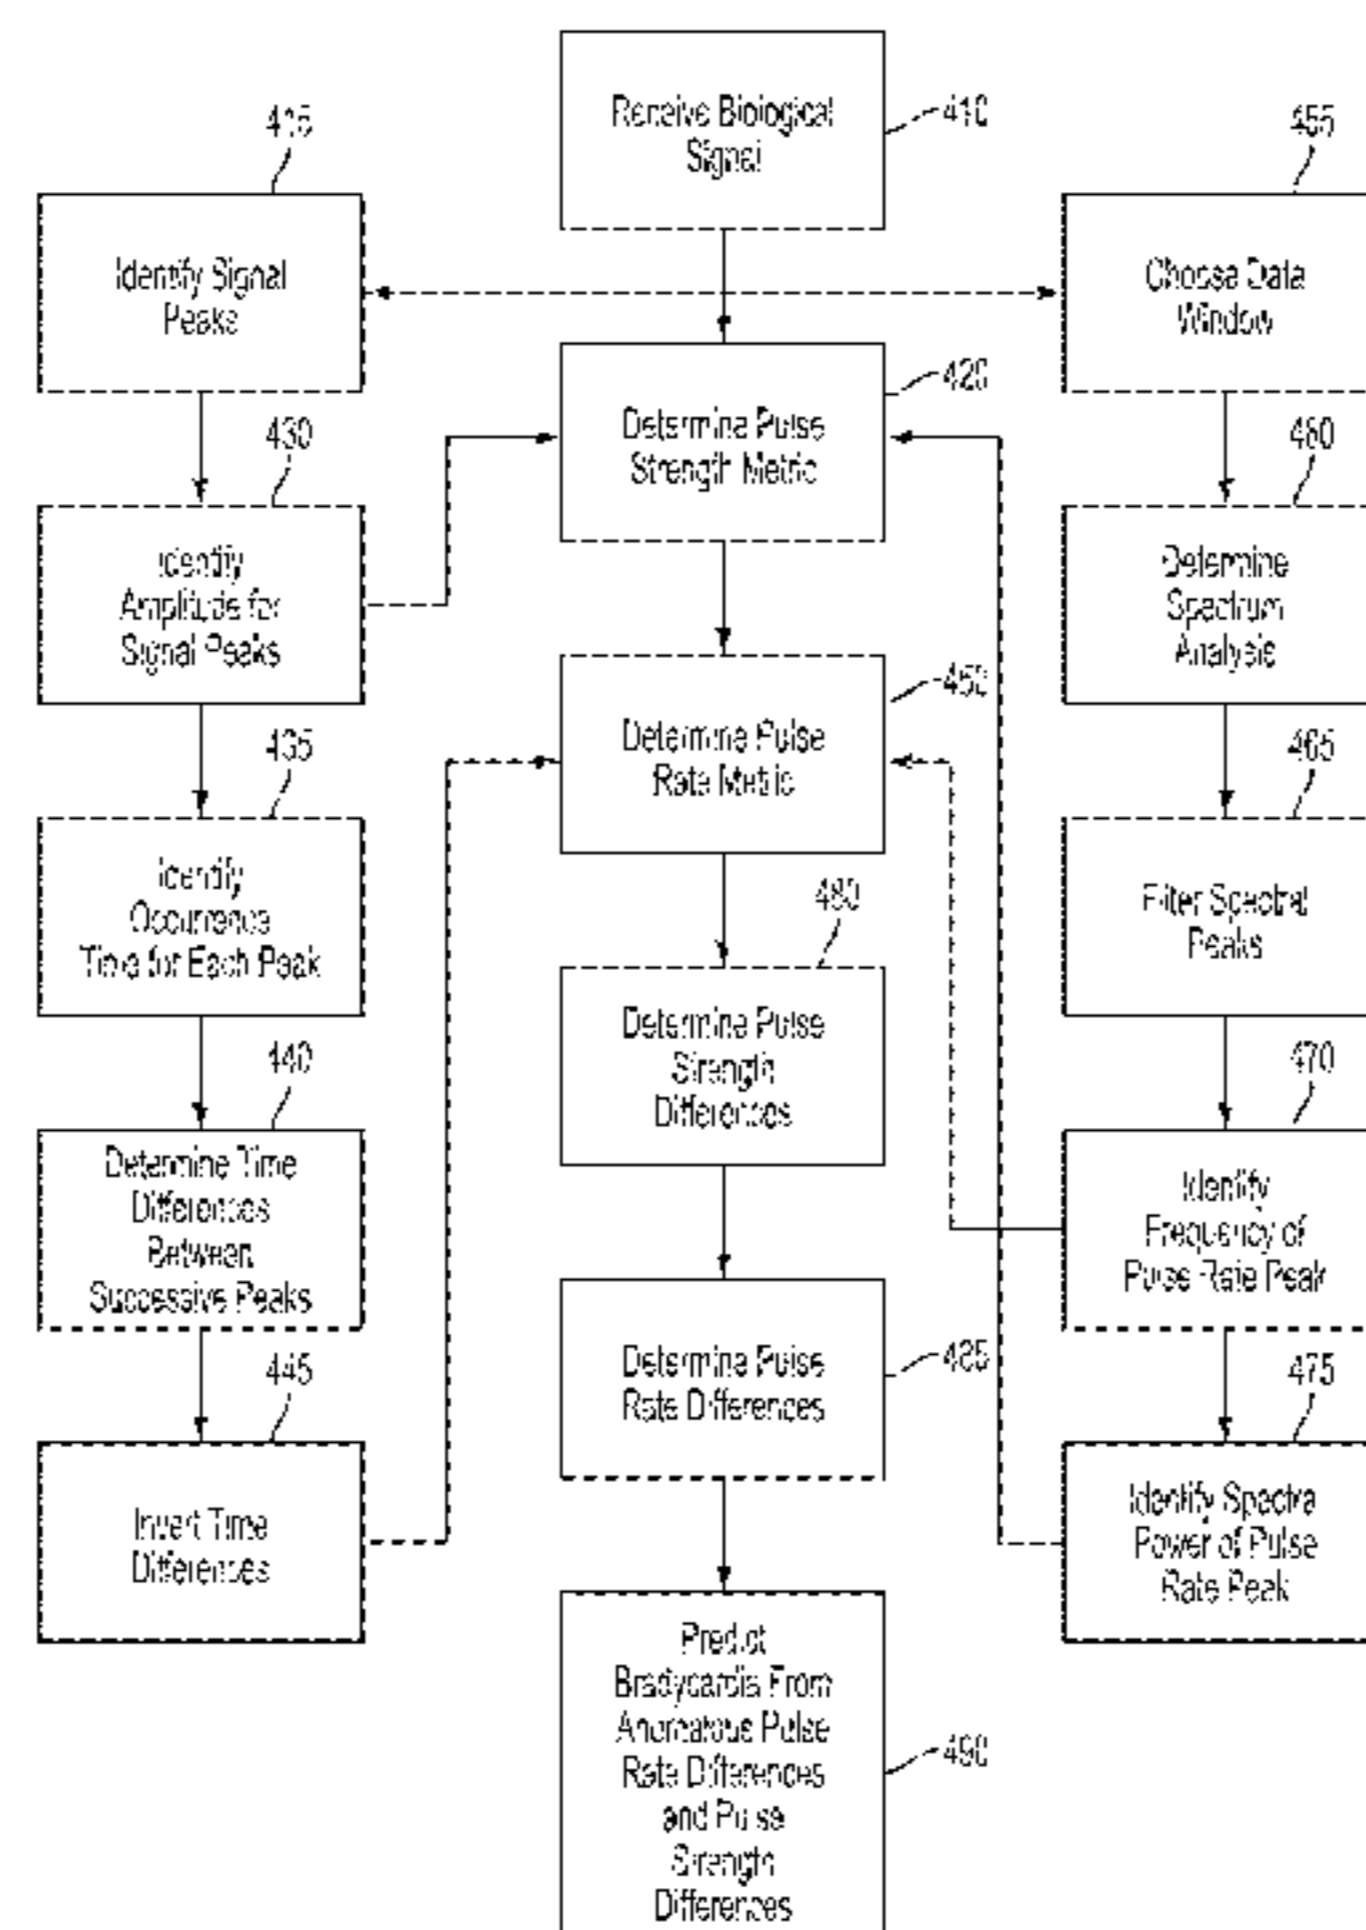 Receive Biological
Signal
410
415
Identify Signal
Peaks
455
Choose Data
Window
420
Determine Pulse
Strength Metric
430
Identify
Amplitude for
Signal Peaks
460
Determine
Spectrum
Analysis
450
Determine Pulse
Rate Metric
435
Identify
Occurrence
Time for Each Peak
465
Filter Spectral
Peaks
480
Determine Pulse
Strength
Differences
440
Determine Time
Differences
Between
Successive Peaks
470
Identify
Frequency of
Pulse Rate Peak
485
Determine Pulse
Rate Differences
445
Invert Time
Differences
475
Identify Spectral
Power of Pulse
Rate Peak
490
Predict
Bradycardia From
Anomalous Pulse
Rate Differences
and Pulse
Strength
Differences